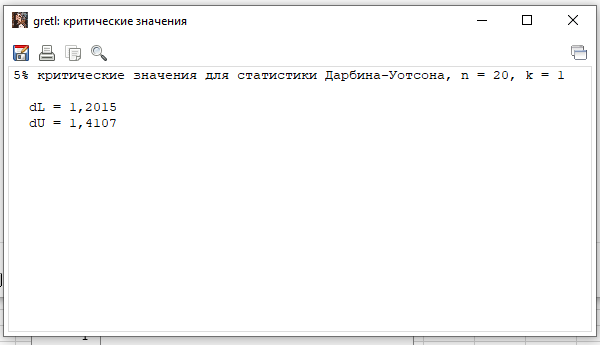 gretl: критические значения
5% критические значения для статистики Дарбина-Уотсона, n = 20, k = 1
dL = 1,2015
dU = 1,4107